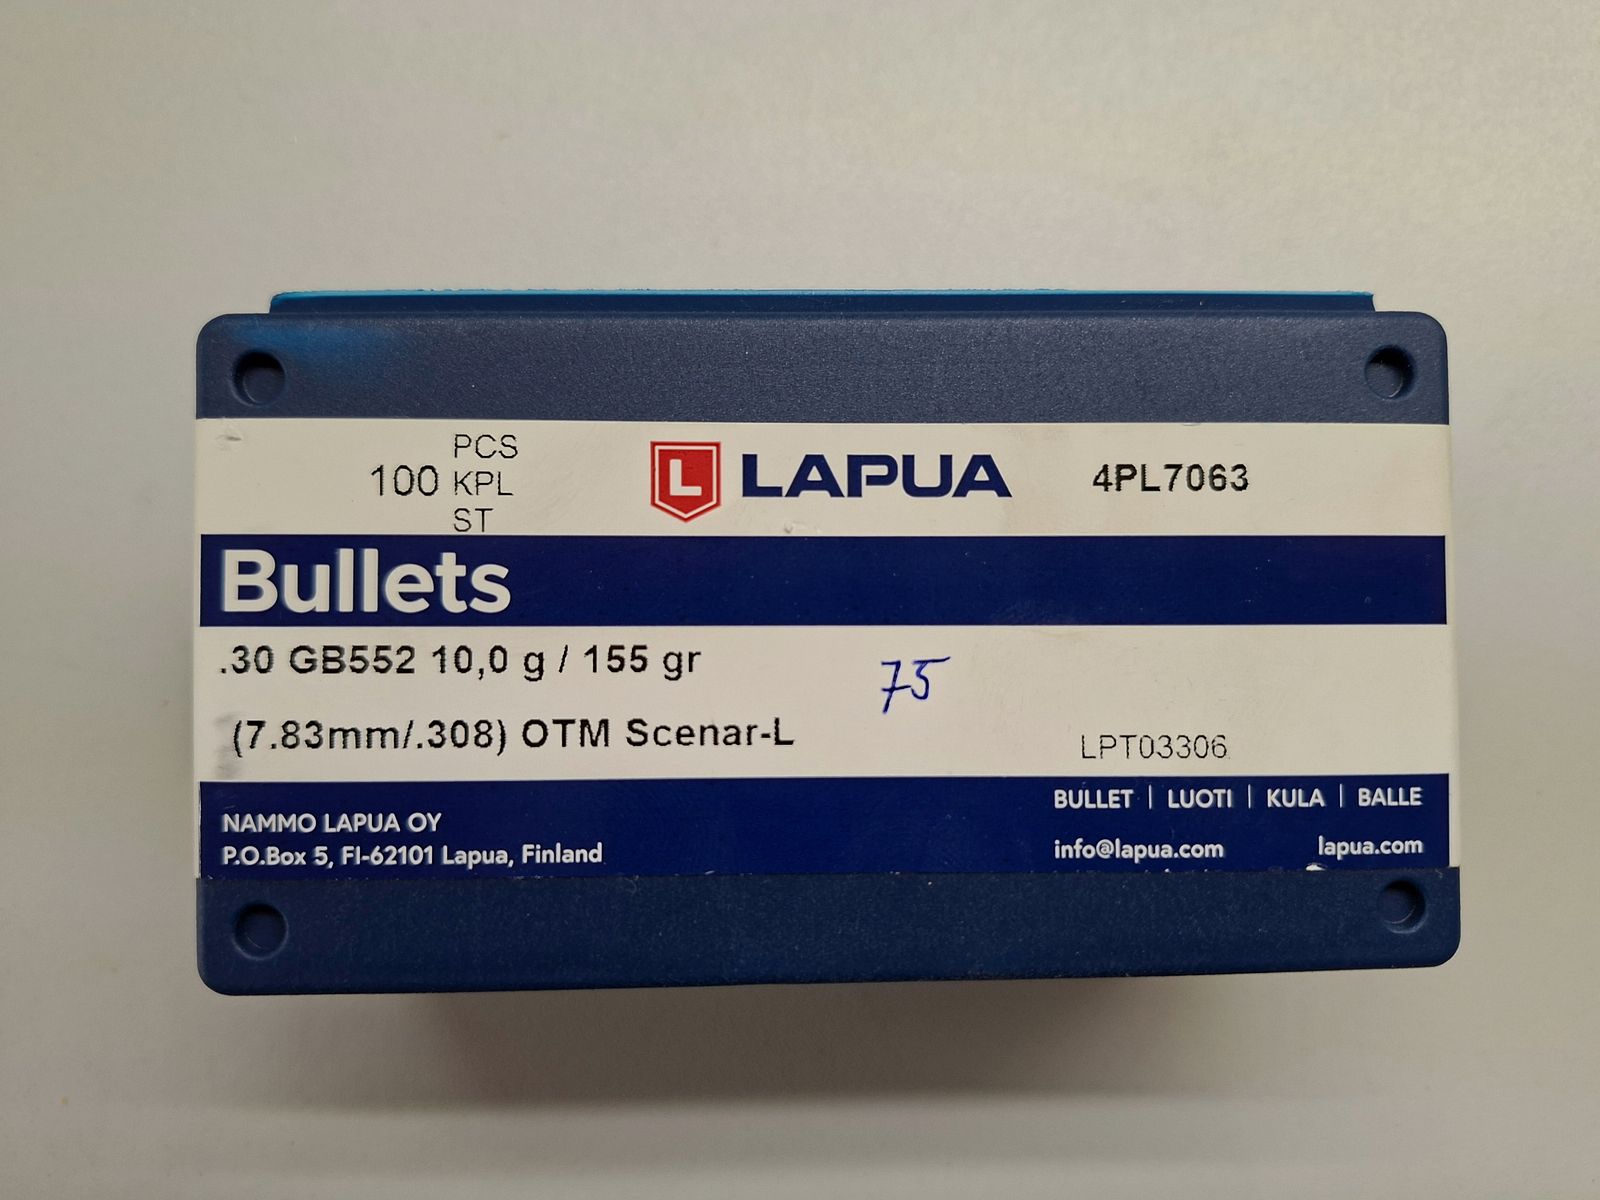 PCS
100 KPL
ST
L LAPUA
4PL7063
Bullets
.30 GB552 10,0 g / 155 gr
75
(7.83mm/.308) OTM Scenar-L
LPT03306
NAMMO LAPUA OY
P.O.Box 5, FI-62101 Lapua, Finland
BULLET | LUOTI | KULA | BALLE
info@lapua.com lapua.com